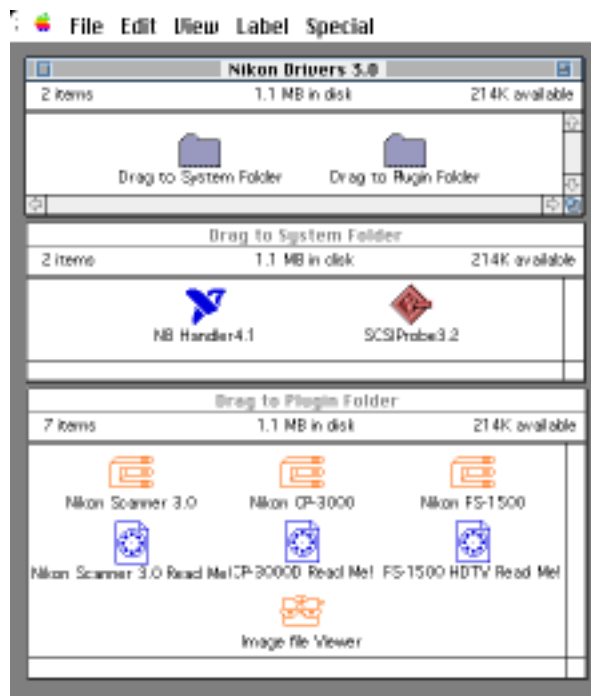 File Edit View Label Special
Nikon Drivers 3.0
2 items 1.1 MB in disk 214K available
Drag to System Folder Drag to Plugin Folder
Drag to System Folder
2 items 1.1 MB in disk 214K available
NB Handler4.1 SCSIProbe3.2
Drag to Plugin Folder
7 items 1.1 MB in disk 214K available
Nikon Scanner 3.0 Nikon CP-3000 Nikon FS-1500
Nikon Scanner 3.0 Read Me! CP-3000D Read Me! FS-1500 HDTV Read Me!
Image file Viewer